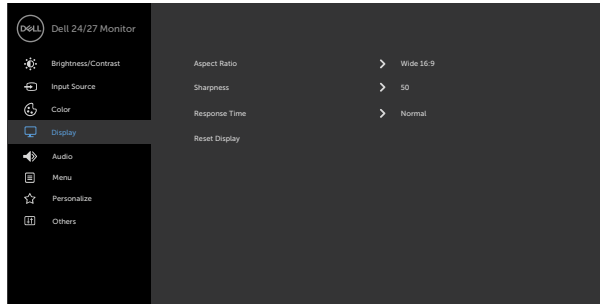 DELL Dell 24/27 Monitor
Brightness/Contrast
Input Source
Color
Display
Audio
Menu
Personalize
Others
Aspect Ratio Wide 16:9
Sharpness 50
Response Time Normal
Reset Display